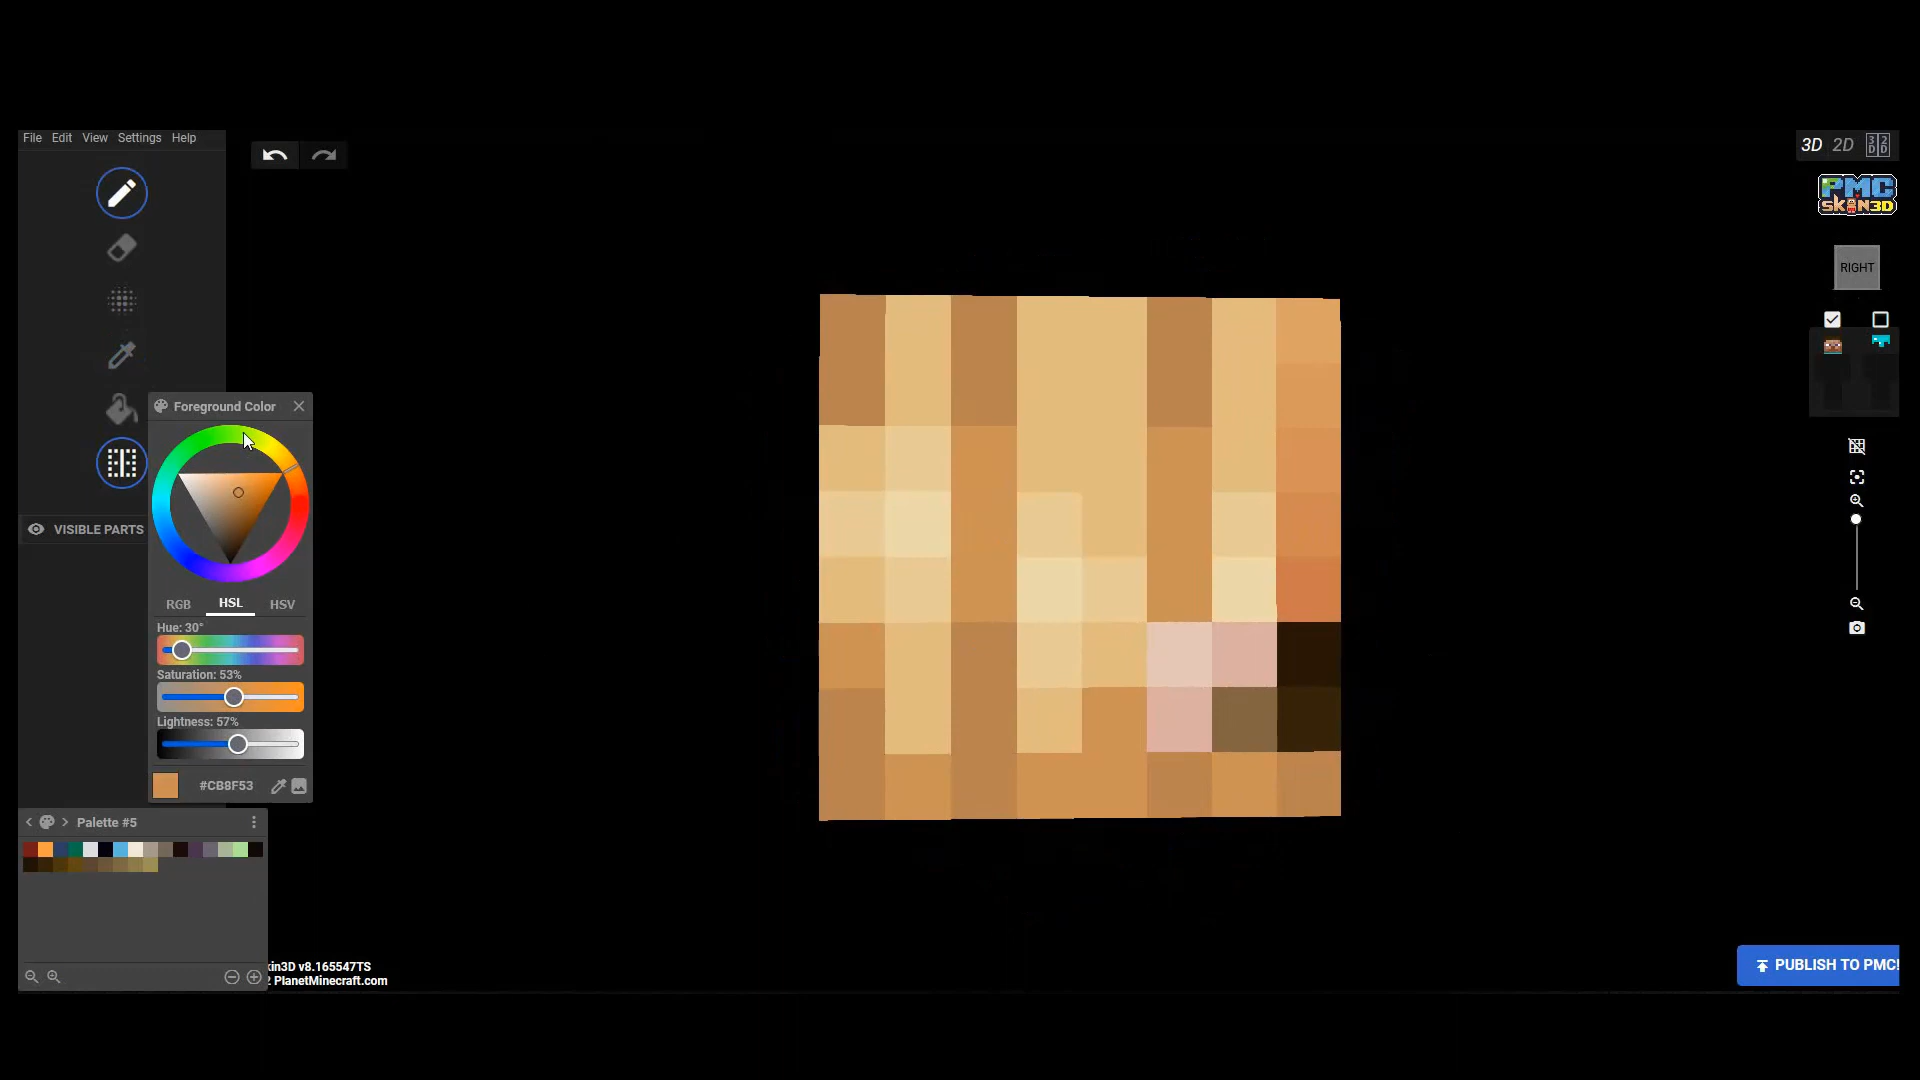 File Edit View Settings Help
3D 2D
PMC
SKIN3D
RIGHT
Foreground Color
VISIBLE PARTS
RGB HSL HSV
Hue: 30°
Saturation: 53%
Lightness: 57%
#CB8F53
Palette #5
kin3D v8.165547TS
PlanetMinecraft.com
PUBLISH TO PMC!